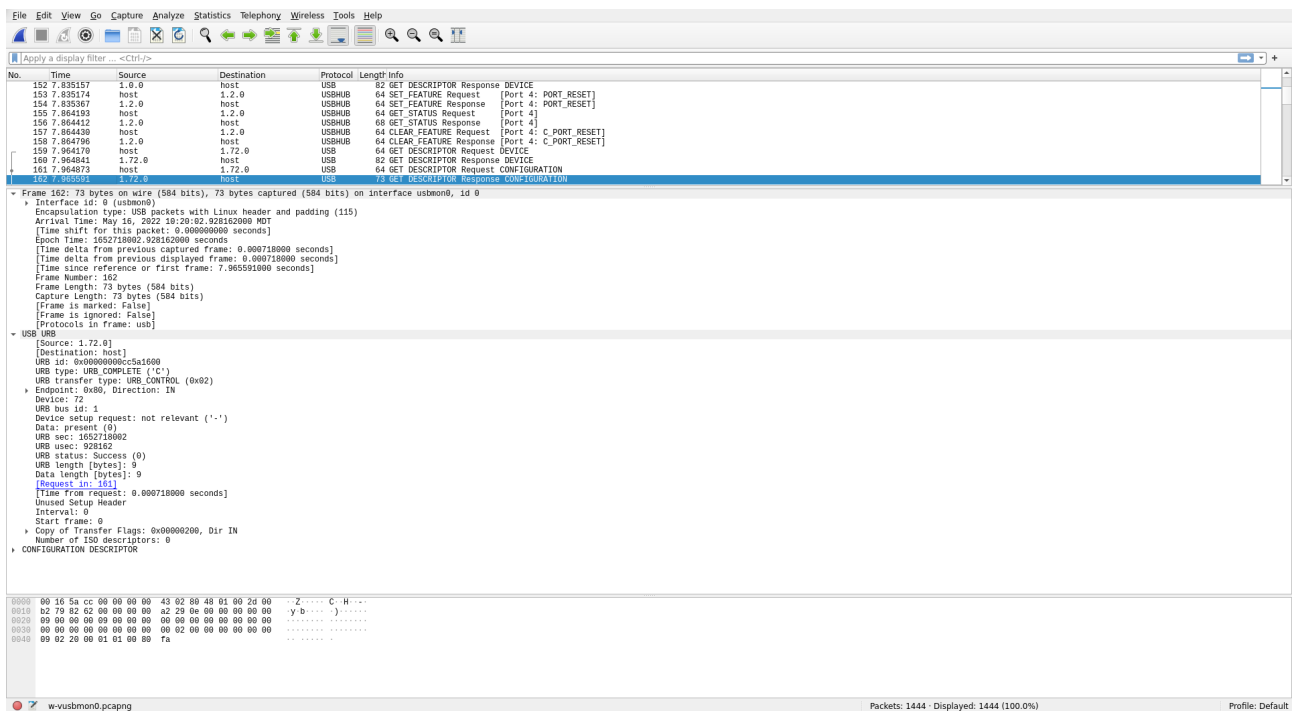 File Edit View Go Capture Analyze Statistics Telephony Wireless Tools Help
Apply a display filter ... <Ctrl-/>
No. Time Source Destination Protocol Length Info
152 7.835157 1.0.0 host USB 82 GET DESCRIPTOR Response DEVICE
153 7.835174 host 1.2.0 USBHUB 64 SET_FEATURE Request [Port 4: PORT_RESET]
154 7.835367 1.2.0 host USBHUB 64 SET_FEATURE Response [Port 4: PORT_RESET]
155 7.864193 host 1.2.0 USBHUB 64 GET_STATUS Request [Port 4]
156 7.864412 1.2.0 host USBHUB 68 GET_STATUS Response [Port 4]
157 7.864430 host 1.2.0 USBHUB 64 CLEAR_FEATURE Request [Port 4: C_PORT_RESET]
158 7.864796 1.2.0 host USBHUB 64 CLEAR_FEATURE Response [Port 4: C_PORT_RESET]
159 7.964170 host 1.72.0 USB 64 GET DESCRIPTOR Request DEVICE
160 7.964841 1.72.0 host USB 82 GET DESCRIPTOR Response DEVICE
161 7.964873 host 1.72.0 USB 64 GET DESCRIPTOR Request CONFIGURATION
162 7.965591 1.72.0 host USB 73 GET DESCRIPTOR Response CONFIGURATION
Frame 162: 73 bytes on wire (584 bits), 73 bytes captured (584 bits) on interface usbmon0, id 0
Interface id: 0 (usbmon0)
Encapsulation type: USB packets with Linux header and padding (115)
Arrival Time: May 16, 2022 10:20:02.928162000 MDT
[Time shift for this packet: 0.000000000 seconds]
Epoch Time: 1652718002.928162000 seconds
[Time delta from previous captured frame: 0.000718000 seconds]
[Time delta from previous displayed frame: 0.000718000 seconds]
[Time since reference or first frame: 7.965591000 seconds]
Frame Number: 162
Frame Length: 73 bytes (584 bits)
Capture Length: 73 bytes (584 bits)
[Frame is marked: False]
[Frame is ignored: False]
[Protocols in frame: usb]
USB URB
[Source: 1.72.0]
[Destination: host]
URB id: 0x00000000cc5a1600
URB type: URB_COMPLETE ('C')
URB transfer type: URB_CONTROL (0x02)
Endpoint: 0x80, Direction: IN
Device: 72
URB bus id: 1
Device setup request: not relevant ('-')
Data: present (0)
URB sec: 1652718002
URB usec: 928162
URB status: Success (0)
URB length [bytes]: 9
Data length [bytes]: 9
[Request in: 161]
[Time from request: 0.000718000 seconds]
Unused Setup Header
Interval: 0
Start frame: 0
Copy of Transfer Flags: 0x00000200, Dir IN
Number of ISO descriptors: 0
CONFIGURATION DESCRIPTOR
0000 00 16 5a cc 00 00 00 00 43 02 80 48 01 00 2d 00 ··Z····· C··H··-·
0010 b2 79 82 62 00 00 00 00 a2 29 0e 00 00 00 00 00 ·y·b···· ·)······
0020 09 00 00 00 09 00 00 00 00 00 00 00 00 00 00 00 ········ ········
0030 00 00 00 00 00 00 00 00 00 02 00 00 00 00 00 00 ········ ········
0040 09 02 20 00 01 01 00 80 fa ·· ····· ·
w-vusbmon0.pcapng Packets: 1444 · Displayed: 1444 (100.0%) Profile: Default